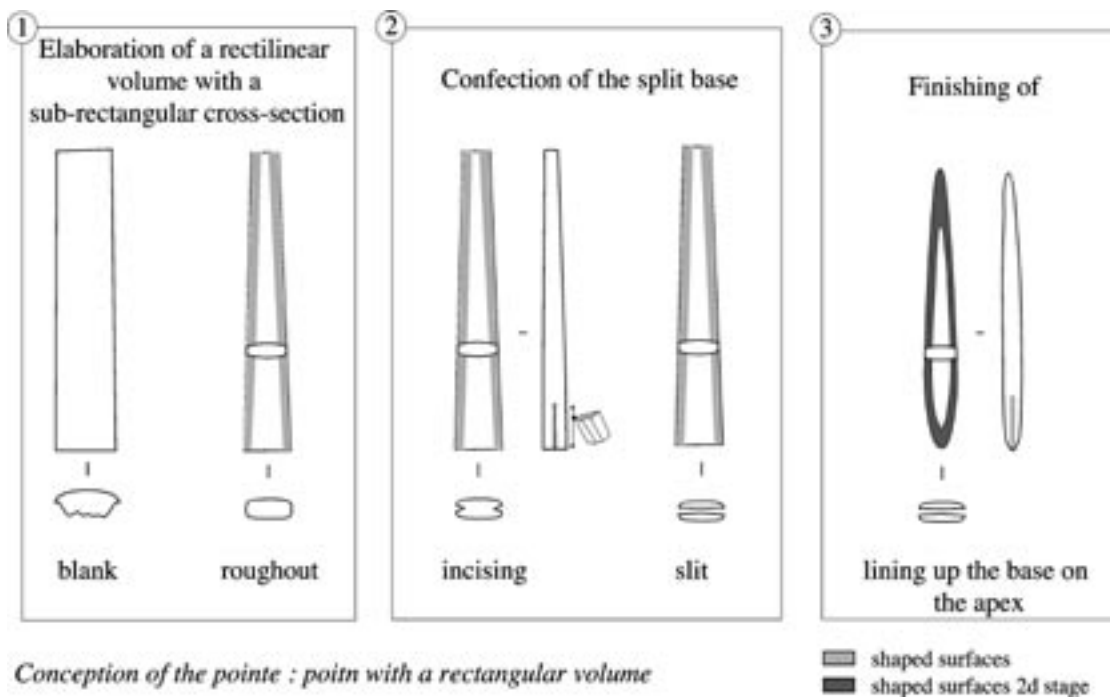 1
Elaboration of a rectilinear
volume with a
sub-rectangular cross-section
blank
roughout
2
Confection of the split base
incising
slit
3
Finishing of
lining up the base on
the apex
Conception of the pointe : poitn with a rectangular volume
shaped surfaces
shaped surfaces 2d stage